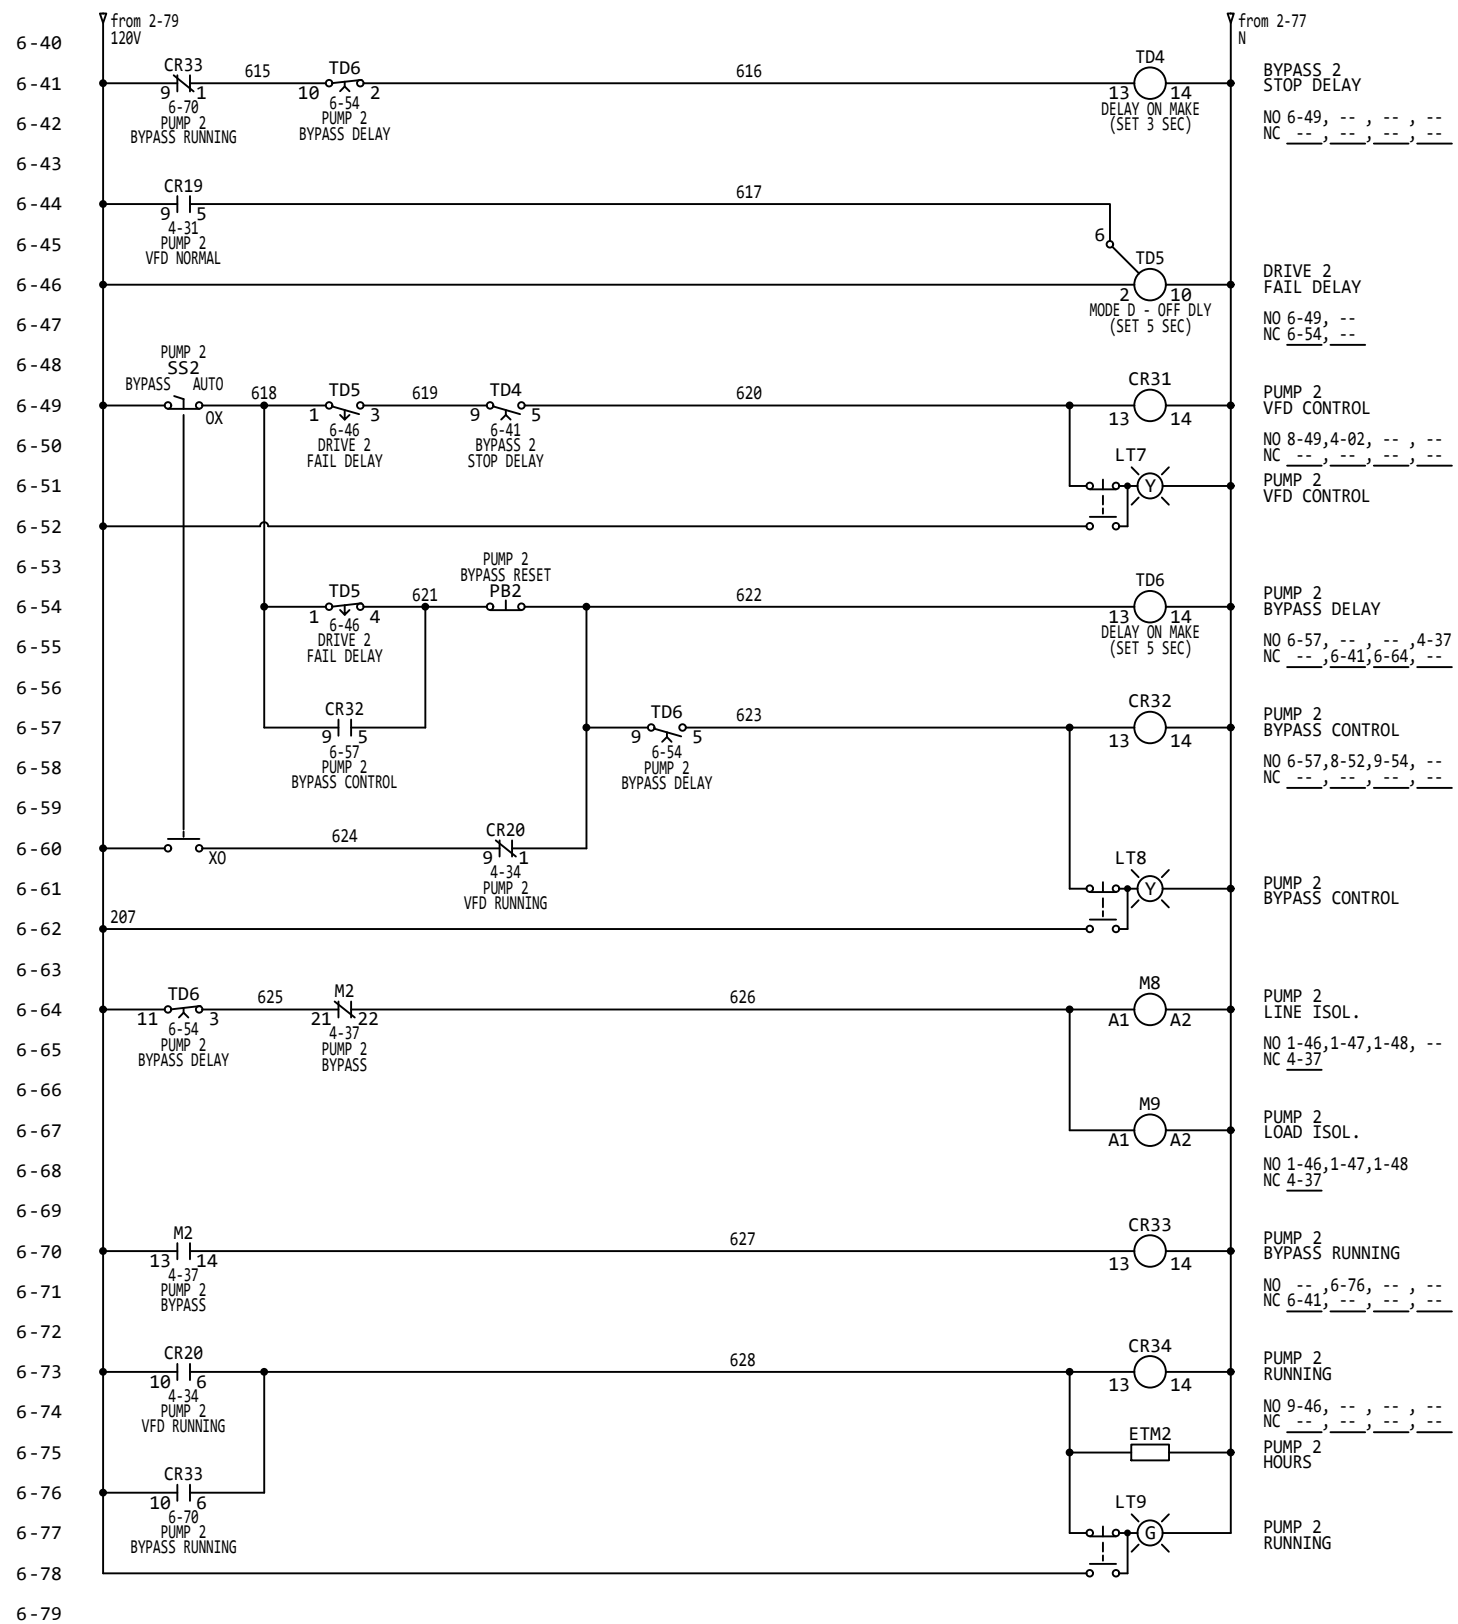 from 2-79
120V
from 2-77
N
6-40
6-41
CR33
9 1
6-70
PUMP 2
BYPASS RUNNING
615
TD6
10 2
6-54
PUMP 2
BYPASS DELAY
616
TD4
13 14
DELAY ON MAKE
(SET 3 SEC)
BYPASS 2
STOP DELAY
6-42
NO 6-49, -- , -- , --
NC -- , -- , -- , --
6-43
6-44
CR19
9 5
4-31
PUMP 2
VFD NORMAL
617
6-45
6
6-46
TD5
2 10
MODE D - OFF DLY
(SET 5 SEC)
DRIVE 2
FAIL DELAY
6-47
NO 6-49, --
NC 6-54, --
6-48
PUMP 2
SS2
BYPASS AUTO
6-49
OX
618
TD5
1 3
6-46
DRIVE 2
FAIL DELAY
619
TD4
9 5
6-41
BYPASS 2
STOP DELAY
620
CR31
13 14
PUMP 2
VFD CONTROL
6-50
NO 8-49,4-02, -- , --
NC -- , -- , -- , --
6-51
LT7
Y
PUMP 2
VFD CONTROL
6-52
6-53
6-54
TD5
1 4
6-46
DRIVE 2
FAIL DELAY
621
PUMP 2
BYPASS RESET
PB2
622
TD6
13 14
DELAY ON MAKE
(SET 5 SEC)
PUMP 2
BYPASS DELAY
6-55
NO 6-57, -- , -- ,4-37
NC -- ,6-41,6-64, --
6-56
6-57
CR32
9 5
6-57
PUMP 2
BYPASS CONTROL
TD6
9 5
6-54
PUMP 2
BYPASS DELAY
623
CR32
13 14
PUMP 2
BYPASS CONTROL
6-58
NO 6-57,8-52,9-54, --
NC -- , -- , -- , --
6-59
6-60
XO
624
CR20
9 1
4-34
PUMP 2
VFD RUNNING
6-61
LT8
Y
PUMP 2
BYPASS CONTROL
6-62
207
6-63
6-64
TD6
11 3
6-54
PUMP 2
BYPASS DELAY
625
M2
21 22
4-37
PUMP 2
BYPASS
626
M8
A1 A2
PUMP 2
LINE ISOL.
6-65
NO 1-46,1-47,1-48, --
NC 4-37
6-66
6-67
M9
A1 A2
PUMP 2
LOAD ISOL.
6-68
NO 1-46,1-47,1-48
NC 4-37
6-69
6-70
M2
13 14
4-37
PUMP 2
BYPASS
627
CR33
13 14
PUMP 2
BYPASS RUNNING
6-71
NO -- ,6-76, -- , --
NC 6-41, -- , -- , --
6-72
6-73
CR20
10 6
4-34
PUMP 2
VFD RUNNING
628
CR34
13 14
PUMP 2
RUNNING
6-74
NO 9-46, -- , -- , --
NC -- , -- , -- , --
6-75
ETM2
PUMP 2
HOURS
6-76
CR33
10 6
6-70
PUMP 2
BYPASS RUNNING
6-77
LT9
G
PUMP 2
RUNNING
6-78
6-79